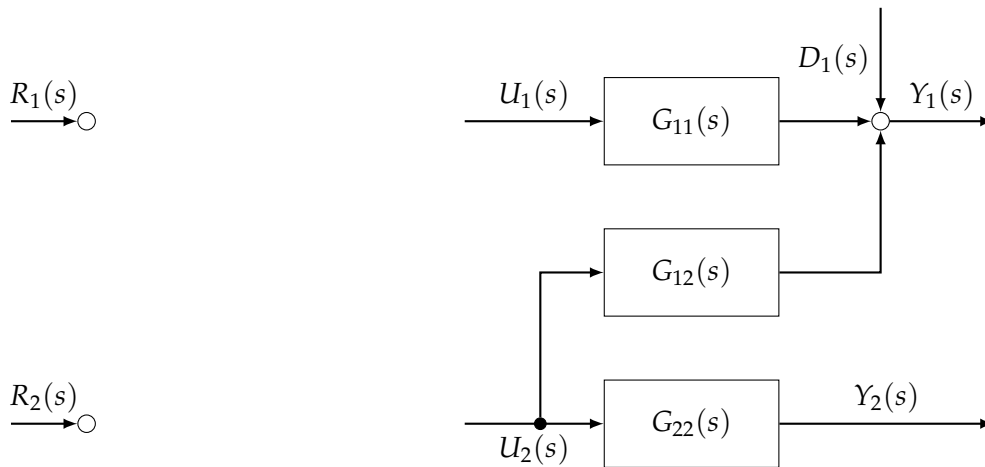 D₁(s)
R₁(s)
U₁(s)
G₁₁(s)
Y₁(s)
G₁₂(s)
R₂(s)
U₂(s)
G₂₂(s)
Y₂(s)